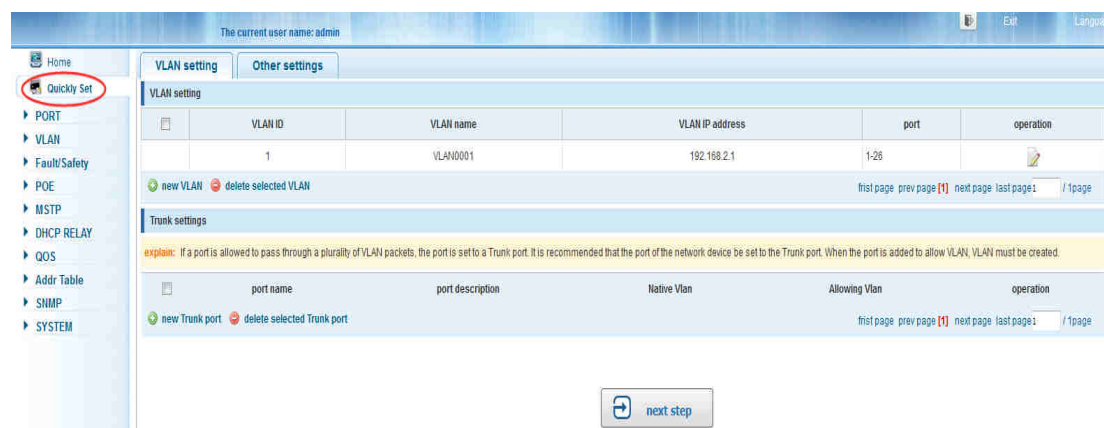 The current user name: admin
Exit
Home
Quickly Set
PORT
VLAN
Fault/Safety
POE
MSTP
DHCP RELAY
QOS
Addr Table
SNMP
SYSTEM
VLAN setting Other settings
VLAN setting
VLAN ID VLAN name VLAN IP address port operation
1 VLAN0001 192.168.2.1 1-26
new VLAN delete selected VLAN frist page prev page [1] next page last page 1 / 1page
Trunk settings
explain: If a port is allowed to pass through a plurality of VLAN packets, the port is set to a Trunk port. It is recommended that the port of the network device be set to the Trunk port. When the port is added to allow VLAN, VLAN must be created.
port name port description Native Vlan Allowing Vlan operation
new Trunk port delete selected Trunk port frist page prev page [1] next page last page 1 / 1page
next step